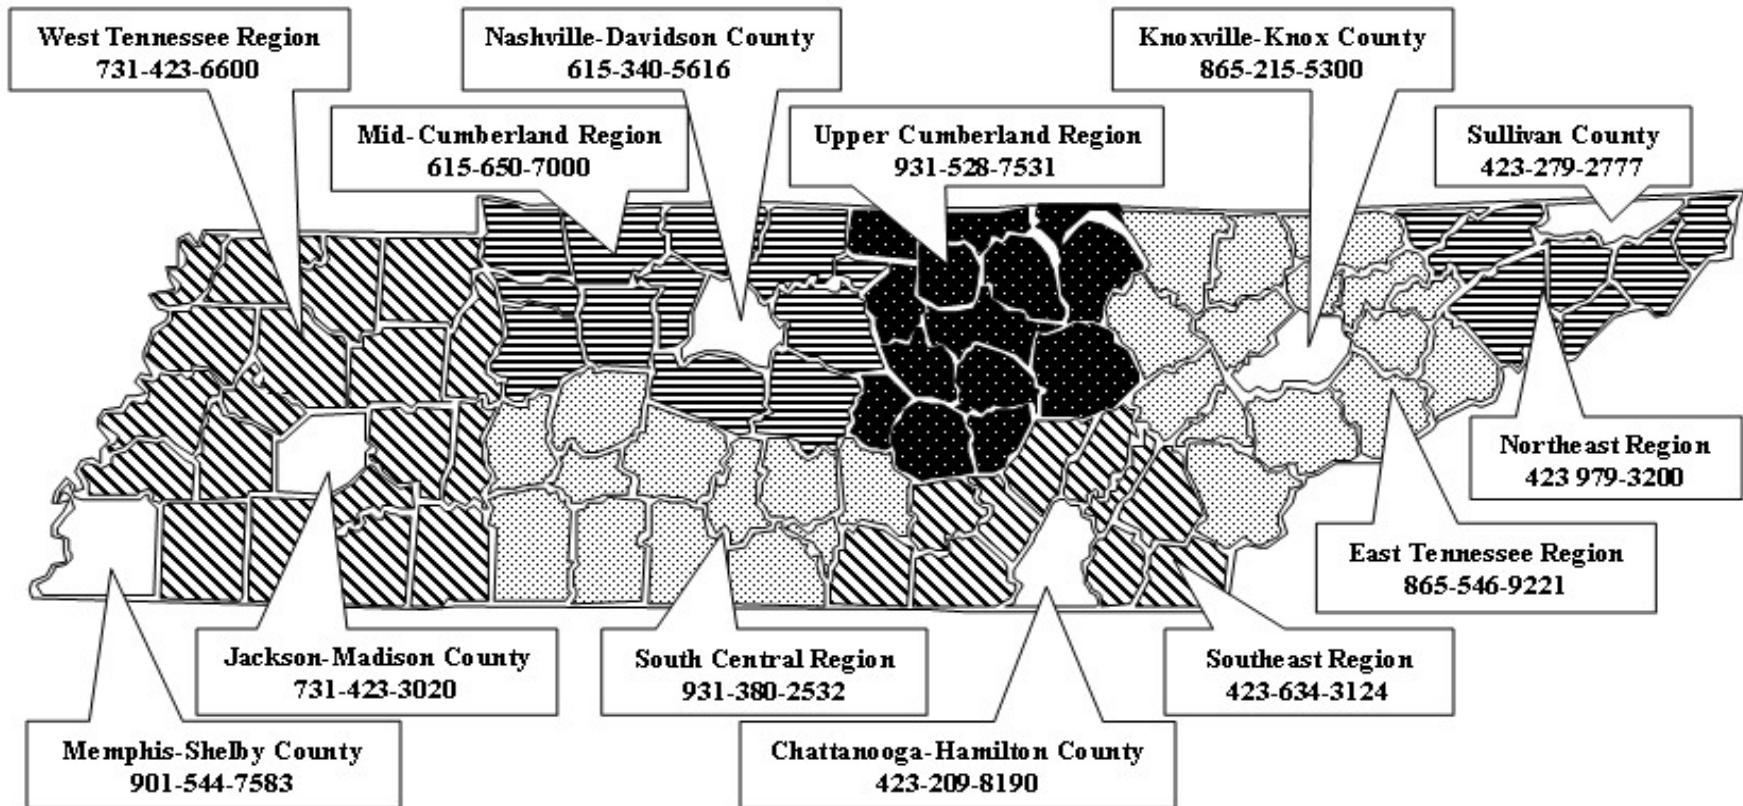 West Tennessee Region
731-423-6600
Nashville-Davidson County
615-340-5616
Knoxville-Knox County
865-215-5300
Mid-Cumberland Region
615-650-7000
Upper Cumberland Region
931-528-7531
Sullivan County
423-279-2777
Northeast Region
423 979-3200
East Tennessee Region
865-546-9221
Jackson-Madison County
731-423-3020
South Central Region
931-380-2532
Southeast Region
423-634-3124
Memphis-Shelby County
901-544-7583
Chattanooga-Hamilton County
423-209-8190